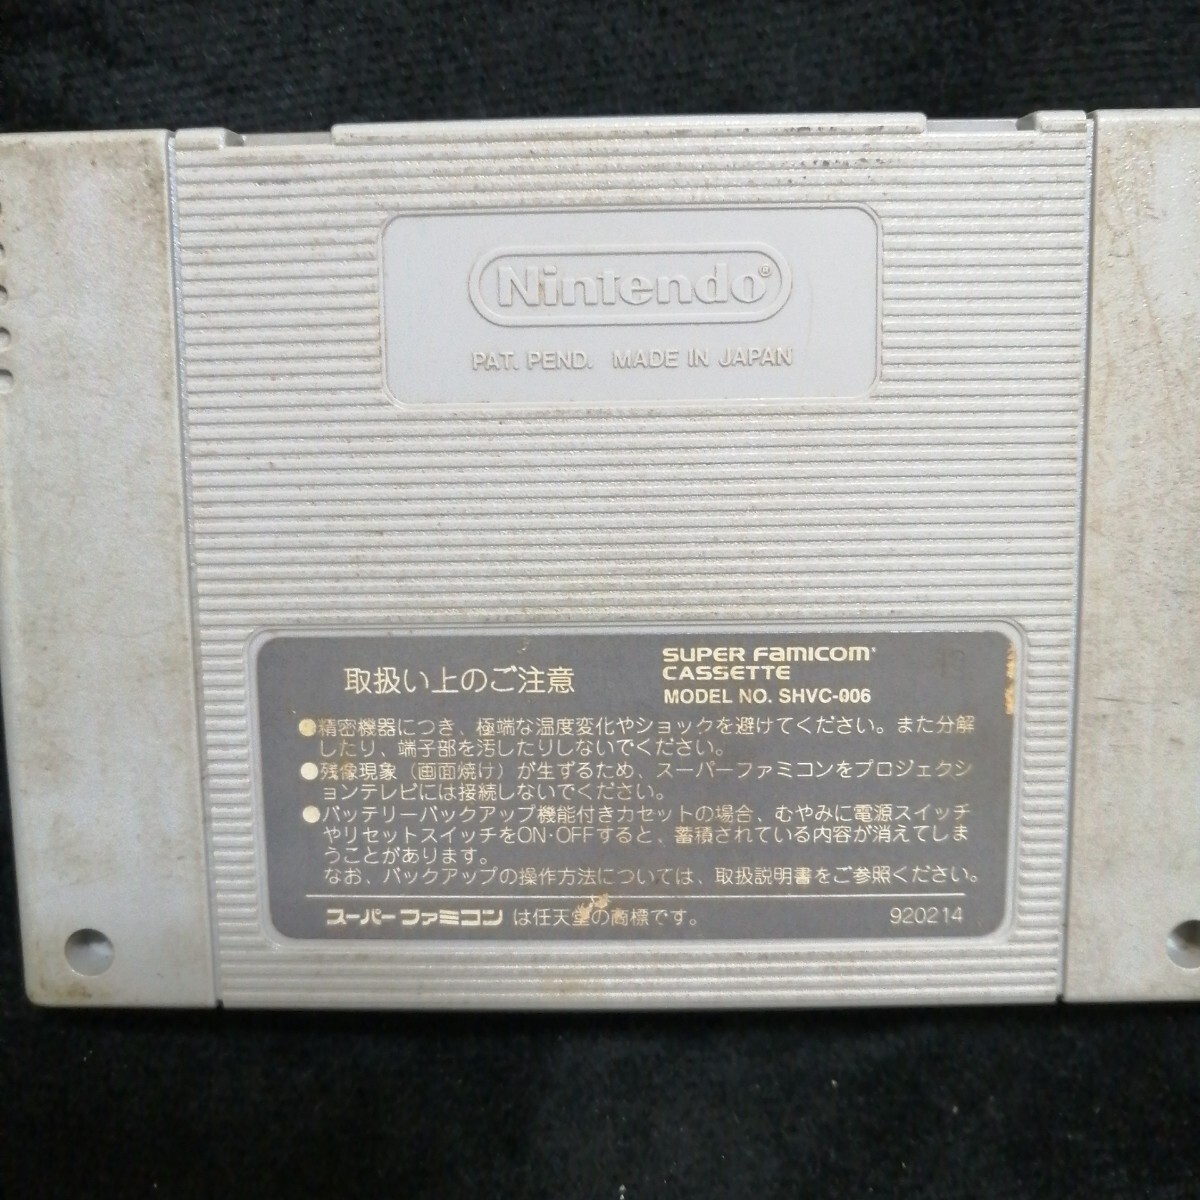 Nintendo®
PAT. PEND. MADE IN JAPAN
取扱い上のご注意
SUPER FAMICOM
CASSETTE
MODEL NO. SHVC-006
●精密機器につき、極端な温度変化やショックを避けてください。また分解
したり、端子部を汚したりしないでください。
●残像現象（画面焼け）が生ずるため、スーパーファミコンをプロジェクシ
ョンテレビには接続しないでください。
●バッテリーバックアップ機能付きカセットの場合、むやみに電源スイッチ
やリセットスイッチをON・OFFすると、蓄積されている内容が消えてしま
うことがあります。
なお、バックアップの操作方法については、取扱説明書をご参照ください。
スーパーファミコンは任天堂の商標です。
920214